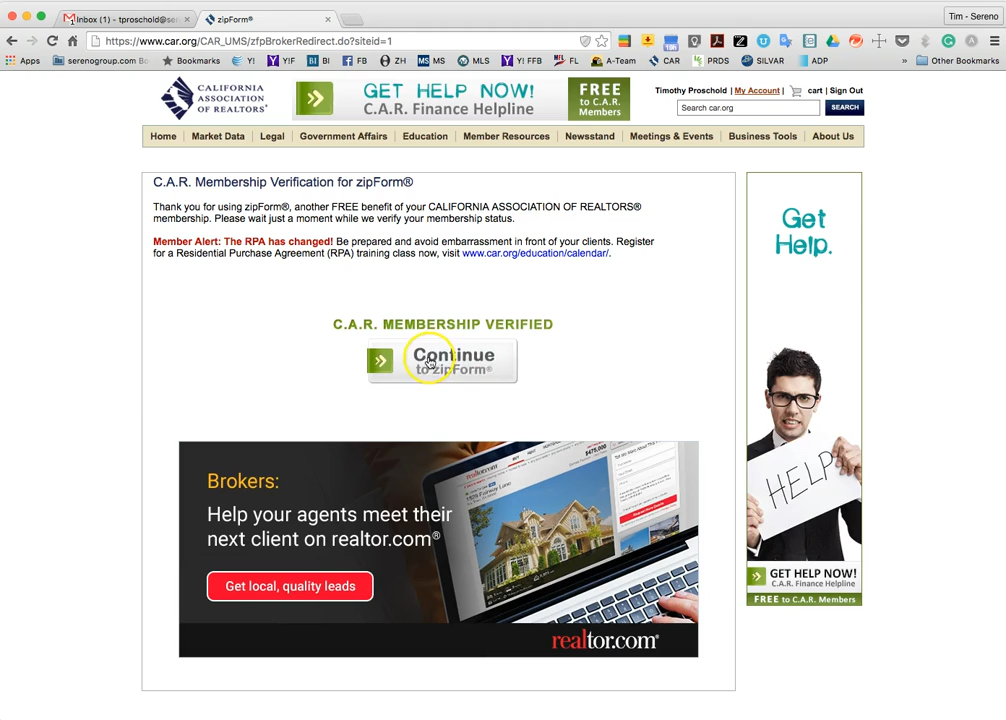 Inbox (1) - tproschold@se
zipForm®
Tim - Sereno
https://www.car.org/CAR_UMS/zfpBrokerRedirect.do?siteid=1
Apps
serenogroup.com Bo
Bookmarks
Y!
Y!F
BI
FB
ZH
MS
MLS
Y! FFB
FL
A-Team
CAR
PRDS
SILVAR
ADP
»
Other Bookmarks
CALIFORNIA
ASSOCIATION
OF REALTORS®
GET HELP NOW!
C.A.R. Finance Helpline
FREE
to C.A.R.
Members
Timothy Proschold | My Account | cart | Sign Out
Search car.org
SEARCH
Home
Market Data
Legal
Government Affairs
Education
Member Resources
Newsstand
Meetings & Events
Business Tools
About Us
C.A.R. Membership Verification for zipForm®
Thank you for using zipForm®, another FREE benefit of your CALIFORNIA ASSOCIATION OF REALTORS®
membership. Please wait just a moment while we verify your membership status.
Member Alert: The RPA has changed! Be prepared and avoid embarrassment in front of your clients. Register
for a Residential Purchase Agreement (RPA) training class now, visit www.car.org/education/calendar/.
C.A.R. MEMBERSHIP VERIFIED
Continue
to zipForm®
Brokers:
Help your agents meet their
next client on realtor.com®
Get local, quality leads
realtor.com
$475,000
realtor.com®
Get
Help.
HELP
GET HELP NOW!
C.A.R. Finance Helpline
FREE to C.A.R. Members